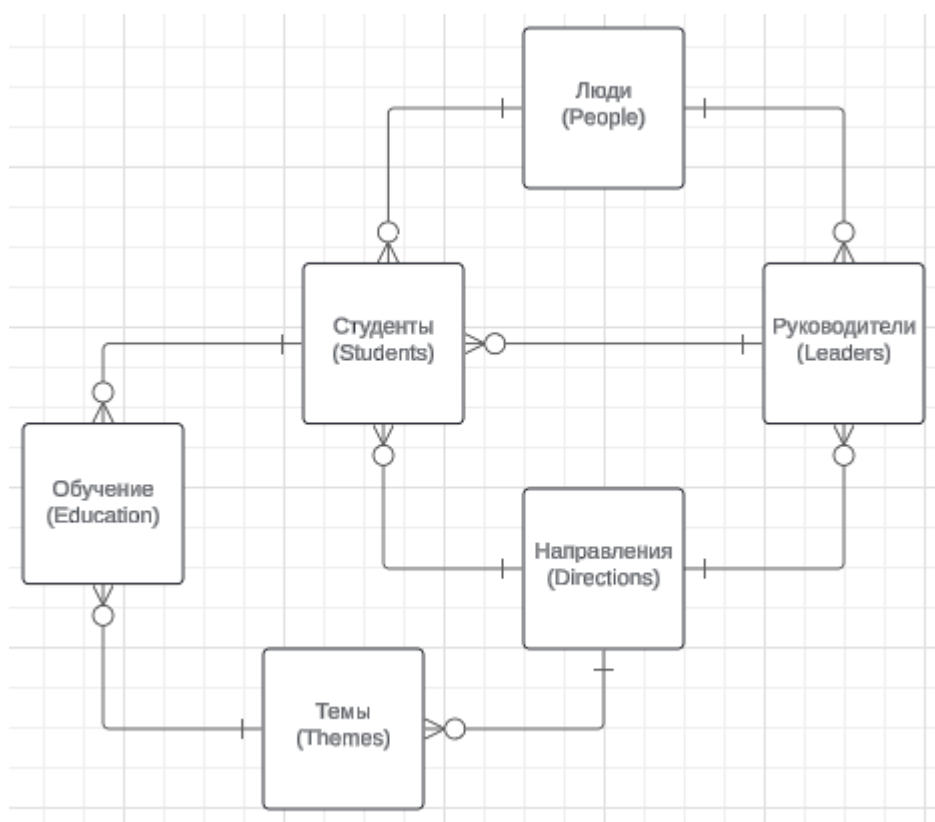 Люди
(People)
Студенты
(Students)
Руководители
(Leaders)
Обучение
(Education)
Направления
(Directions)
Темы
(Themes)